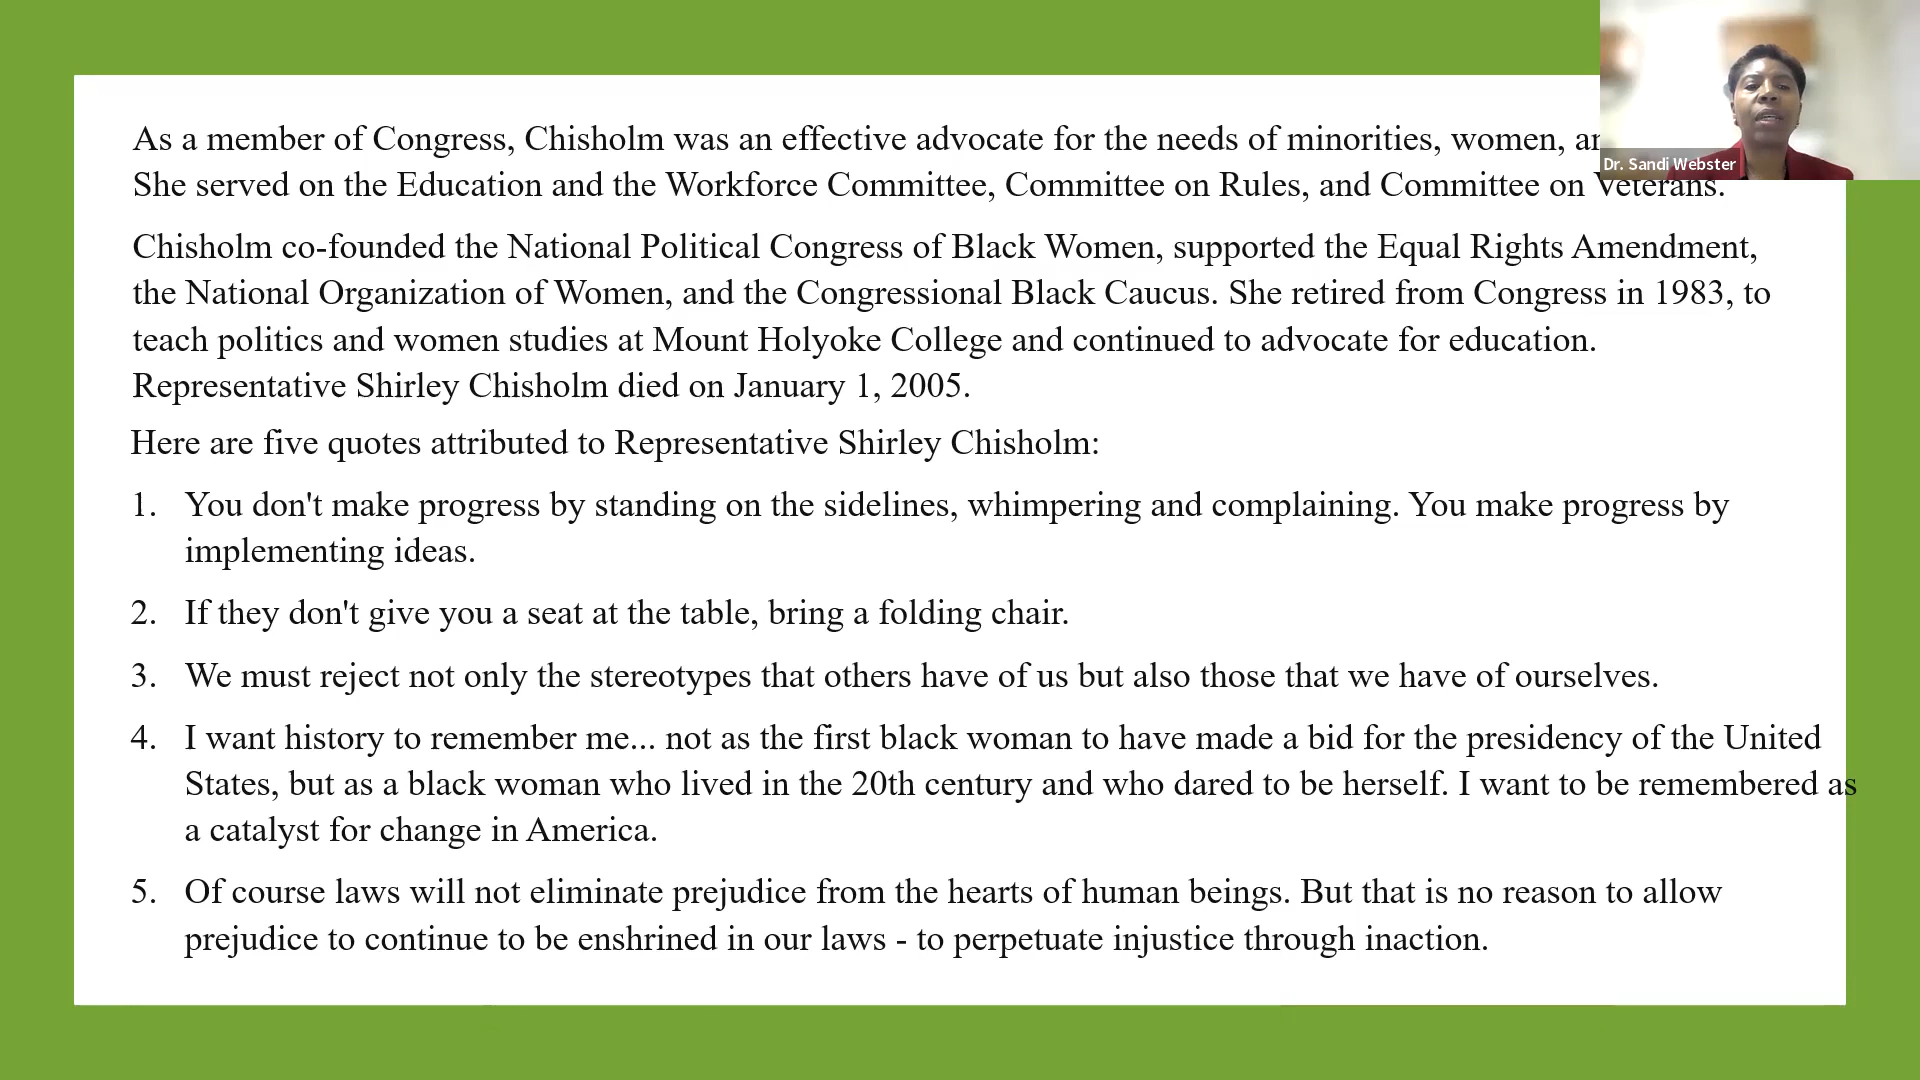 As a member of Congress, Chisholm was an effective advocate for the needs of minorities, women,
She served on the Education and the Workforce Committee, Committee on Rules, and Committee on Veterans.
Dr. Sandi Webster
Chisholm co-founded the National Political Congress of Black Women, supported the Equal Rights Amendment,
the National Organization of Women, and the Congressional Black Caucus. She retired from Congress in 1983, to
teach politics and women studies at Mount Holyoke College and continued to advocate for education.
Representative Shirley Chisholm died on January 1, 2005.
Here are five quotes attributed to Representative Shirley Chisholm:
1. You don't make progress by standing on the sidelines, whimpering and complaining. You make progress by
implementing ideas.
2. If they don't give you a seat at the table, bring a folding chair.
3. We must reject not only the stereotypes that others have of us but also those that we have of ourselves.
4. I want history to remember me... not as the first black woman to have made a bid for the presidency of the United
States, but as a black woman who lived in the 20th century and who dared to be herself. I want to be remembered as
a catalyst for change in America.
5. Of course laws will not eliminate prejudice from the hearts of human beings. But that is no reason to allow
prejudice to continue to be enshrined in our laws - to perpetuate injustice through inaction.